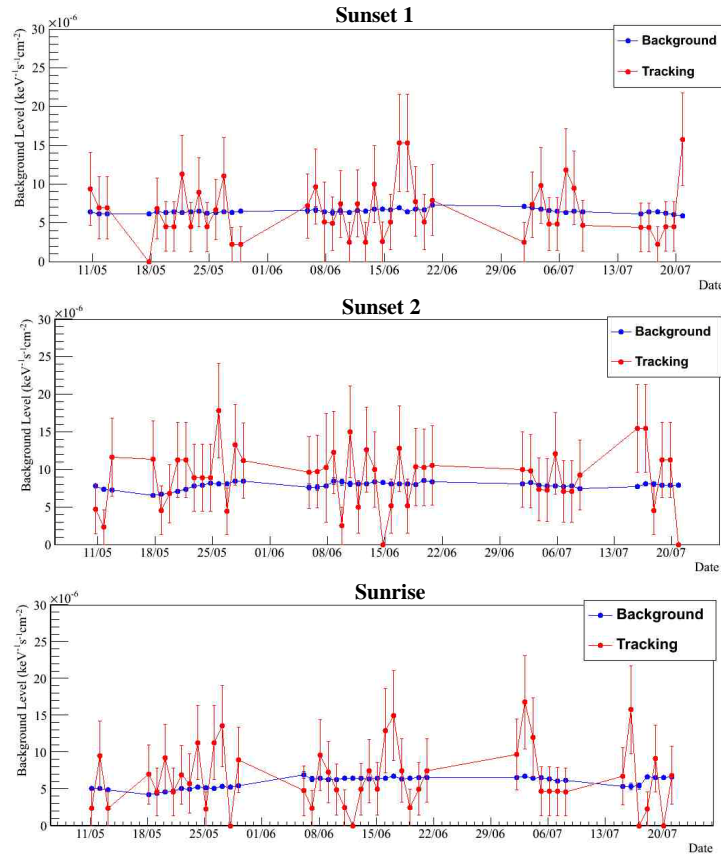 Sunset 1
×10⁻⁶
Background Level (keV⁻¹s⁻¹cm⁻²)
30
25
20
15
10
5
0
Background
Tracking
11/05 18/05 25/05 01/06 08/06 15/06 22/06 29/06 06/07 13/07 20/07
Date
Sunset 2
×10⁻⁶
Background Level (keV⁻¹s⁻¹cm⁻²)
30
25
20
15
10
5
0
Background
Tracking
11/05 18/05 25/05 01/06 08/06 15/06 22/06 29/06 06/07 13/07 20/07
Date
Sunrise
×10⁻⁶
Background Level (keV⁻¹s⁻¹cm⁻²)
30
25
20
15
10
5
0
Background
Tracking
11/05 18/05 25/05 01/06 08/06 15/06 22/06 29/06 06/07 13/07 20/07
Date